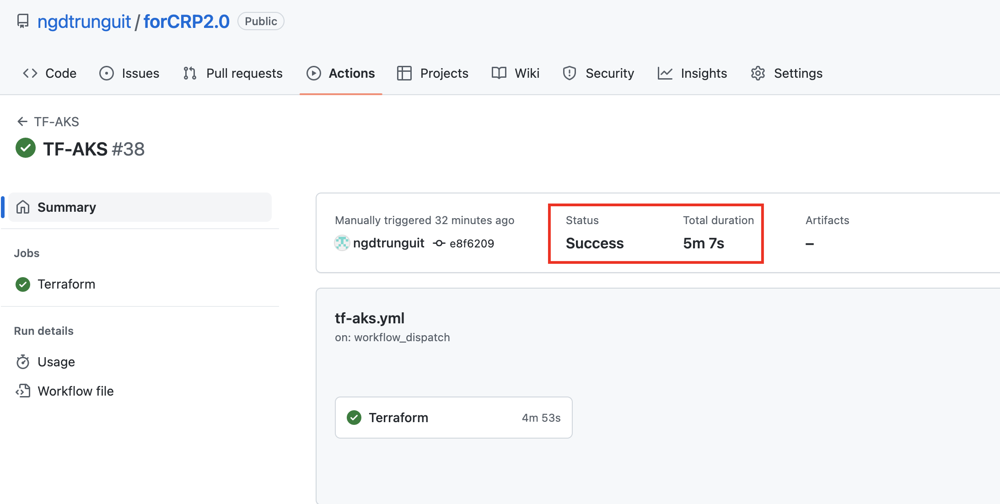 ngdtrunguit / forCRP2.0 Public
Code Issues Pull requests Actions Projects Wiki Security Insights Settings
← TF-AKS
TF-AKS #38
Summary
Jobs
Terraform
Run details
Usage
Workflow file
Manually triggered 32 minutes ago
ngdtrunguit e8f6209
Status
Success
Total duration
5m 7s
Artifacts
–
tf-aks.yml
on: workflow_dispatch
Terraform 4m 53s